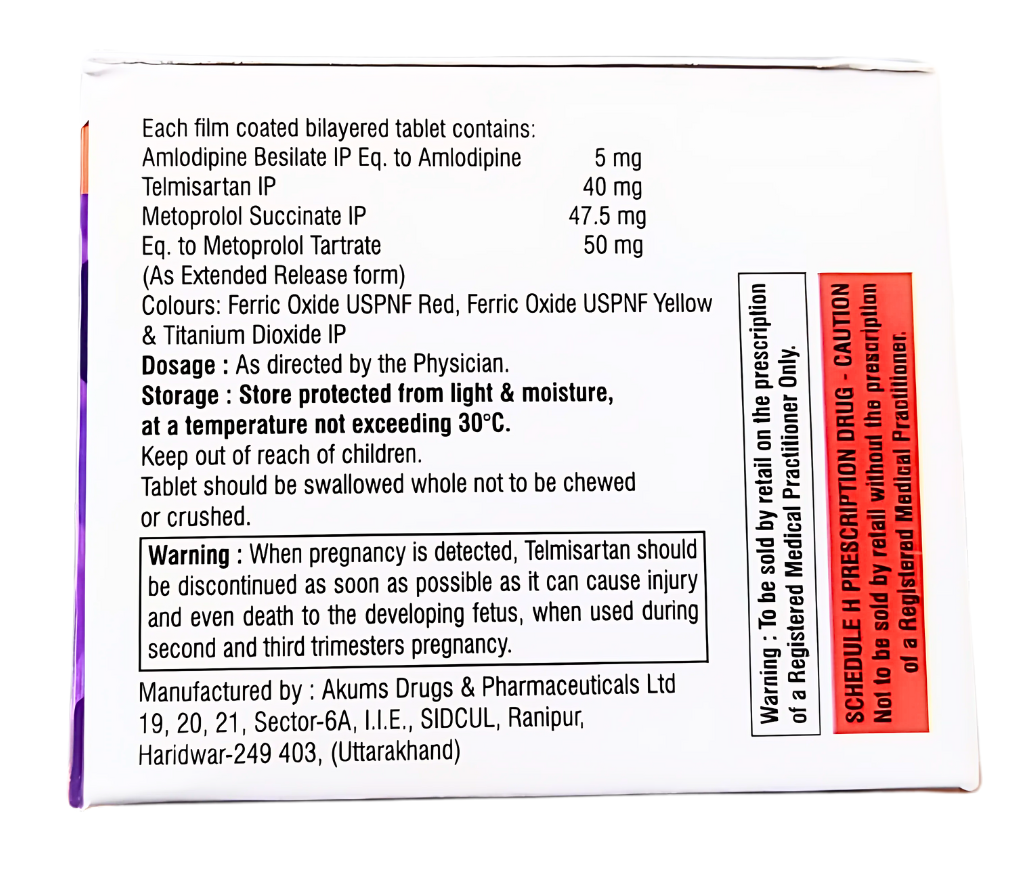 Each film coated bilayered tablet contains:
Amlodipine Besilate IP Eq. to Amlodipine 5 mg
Telmisartan IP 40 mg
Metoprolol Succinate IP 47.5 mg
Eq. to Metoprolol Tartrate 50 mg
(As Extended Release form)
Colours: Ferric Oxide USPNF Red, Ferric Oxide USPNF Yellow
& Titanium Dioxide IP
Dosage : As directed by the Physician.
Storage : Store protected from light & moisture,
at a temperature not exceeding 30°C.
Keep out of reach of children.
Tablet should be swallowed whole not to be chewed
or crushed.
Warning : When pregnancy is detected, Telmisartan should
be discontinued as soon as possible as it can cause injury
and even death to the developing fetus, when used during
second and third trimesters pregnancy.
Manufactured by : Akums Drugs & Pharmaceuticals Ltd
19, 20, 21, Sector-6A, I.I.E., SIDCUL, Ranipur,
Haridwar-249 403, (Uttarakhand)
Warning : To be sold by retail on the prescription
of a Registered Medical Practitioner Only.
SCHEDULE H PRESCRIPTION DRUG - CAUTION
Not to be sold by retail without the prescription
of a Registered Medical Practitioner.